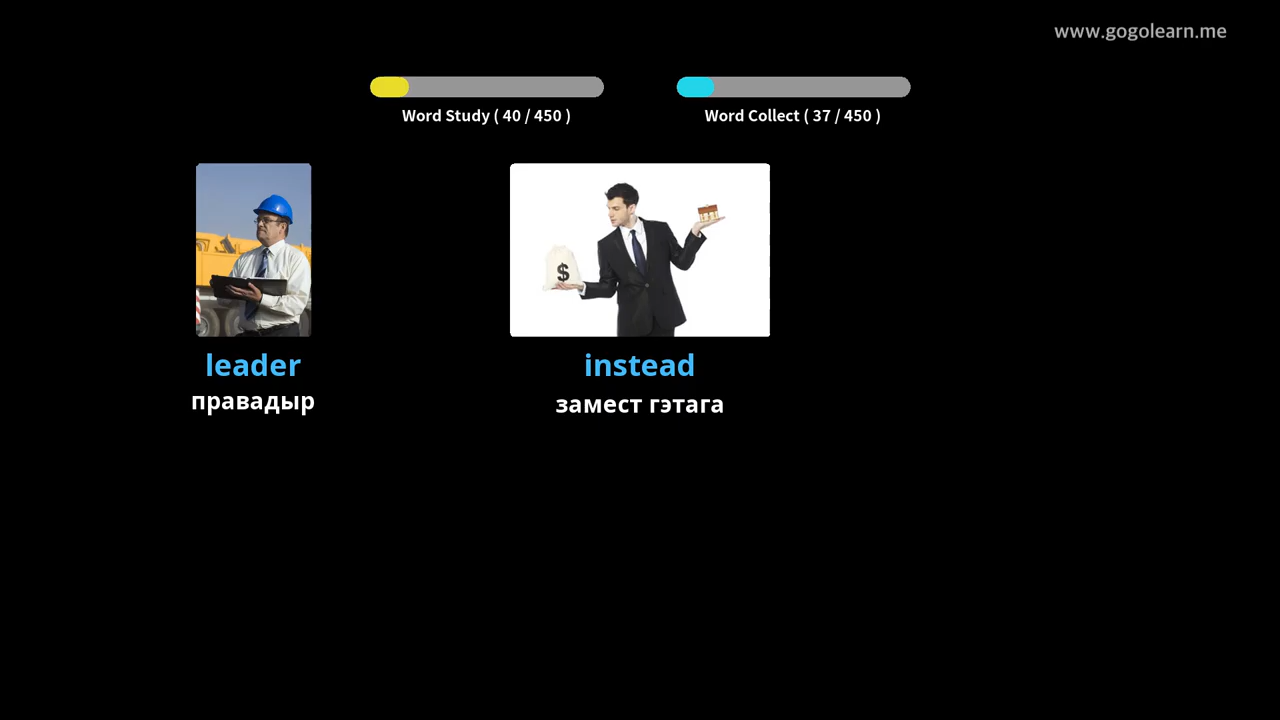 www.gogolearn.me
Word Study ( 40 / 450 )
Word Collect ( 37 / 450 )
$
leader
правадыр
instead
замест гэтага